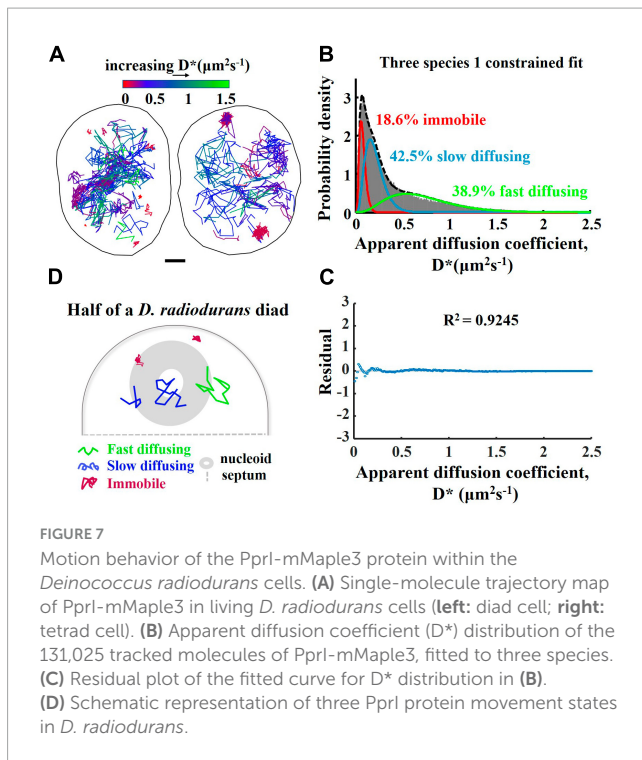 A
increasing D*(μm²s⁻¹)
0 0.5 1 1.5
B
Three species 1 constrained fit
Probability density
3
2
1
0
18.6% immobile
42.5% slow diffusing
38.9% fast diffusing
0 0.5 1 1.5 2 2.5
Apparent diffusion coefficient,
D*(μm²s⁻¹)
D
Half of a D. radiodurans diad
Fast diffusing
Slow diffusing
Immobile
nucleoid
septum
C
R² = 0.9245
Residual
3
2
1
0
-1
-2
-3
0 0.5 1 1.5 2 2.5
Apparent diffusion coefficient,
D* (μm²s⁻¹)
FIGURE 7
Motion behavior of the PprI-mMaple3 protein within the
Deinococcus radiodurans cells. (A) Single-molecule trajectory map
of PprI-mMaple3 in living D. radiodurans cells (left: diad cell; right:
tetrad cell). (B) Apparent diffusion coefficient (D*) distribution of the
131,025 tracked molecules of PprI-mMaple3, fitted to three species.
(C) Residual plot of the fitted curve for D* distribution in (B).
(D) Schematic representation of three PprI protein movement states
in D. radiodurans.